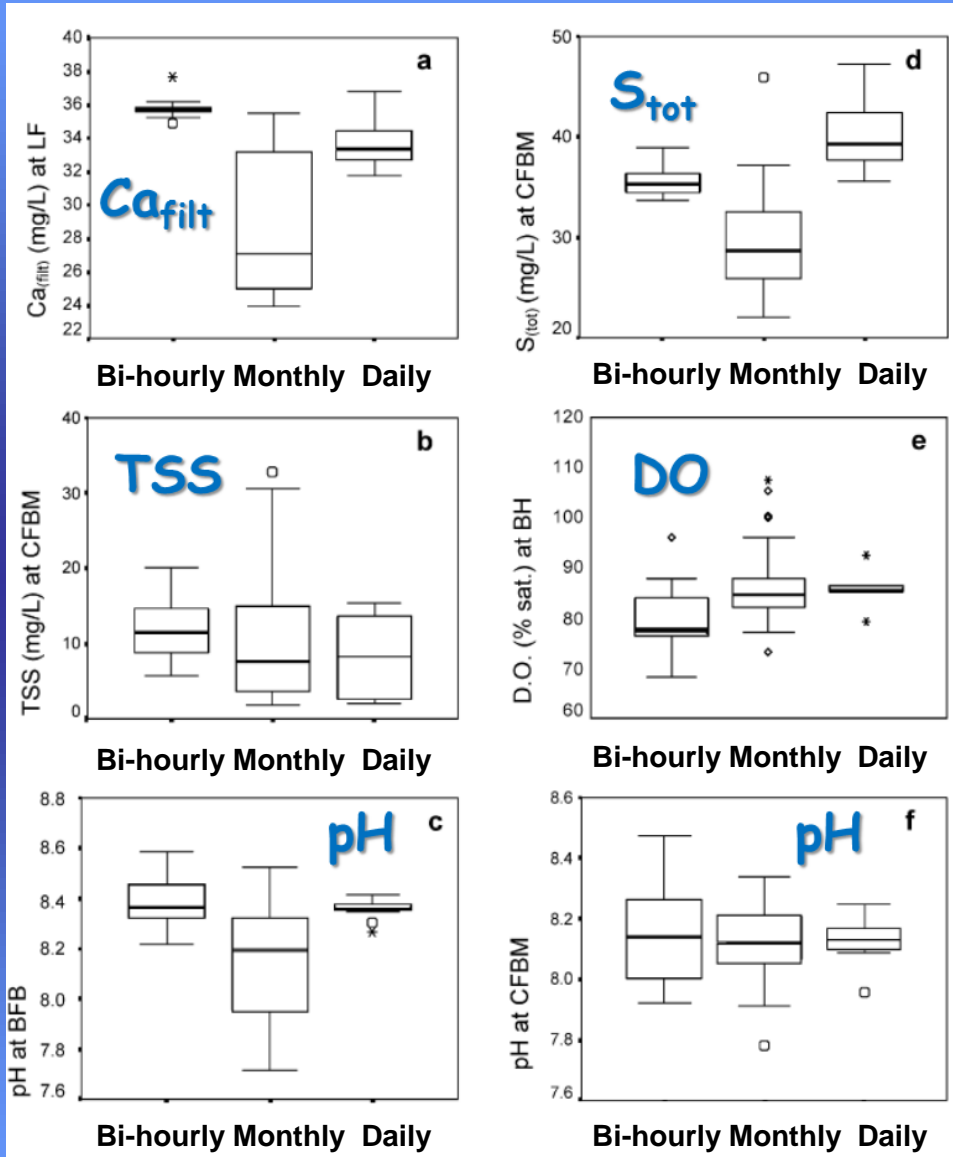 a
Ca(filt) (mg/L) at LF
40
38
36
34
32
30
28
26
24
22
Cafilt
Bi-hourly Monthly Daily
d
S(tot) (mg/L) at CFBM
50
40
30
20
Stot
Bi-hourly Monthly Daily
b
TSS (mg/L) at CFBM
40
30
20
10
0
TSS
Bi-hourly Monthly Daily
e
D.O. (% sat.) at BH
120
110
100
90
80
70
60
DO
Bi-hourly Monthly Daily
c
pH at BFB
8.8
8.6
8.4
8.2
8.0
7.8
7.6
pH
Bi-hourly Monthly Daily
f
pH at CFBM
8.6
8.4
8.2
8.0
7.8
7.6
pH
Bi-hourly Monthly Daily